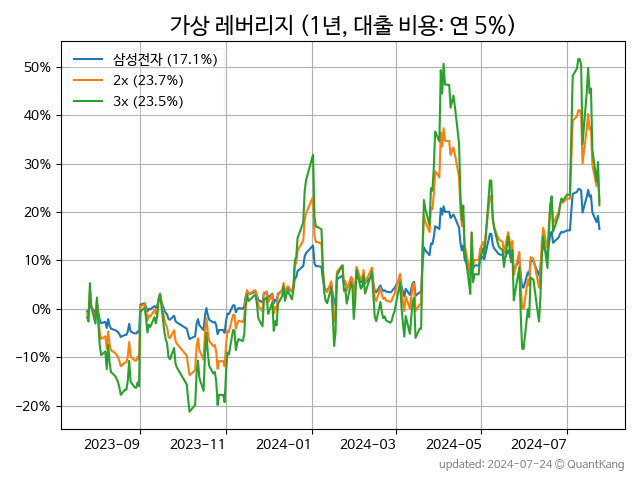 가상 레버리지 (1년, 대출 비용: 연 5%)
삼성전자 (17.1%)
2x (23.7%)
3x (23.5%)
50%
40%
30%
20%
10%
0%
−10%
−20%
2023-09
2023-11
2024-01
2024-03
2024-05
2024-07
updated: 2024-07-24 © QuantKang